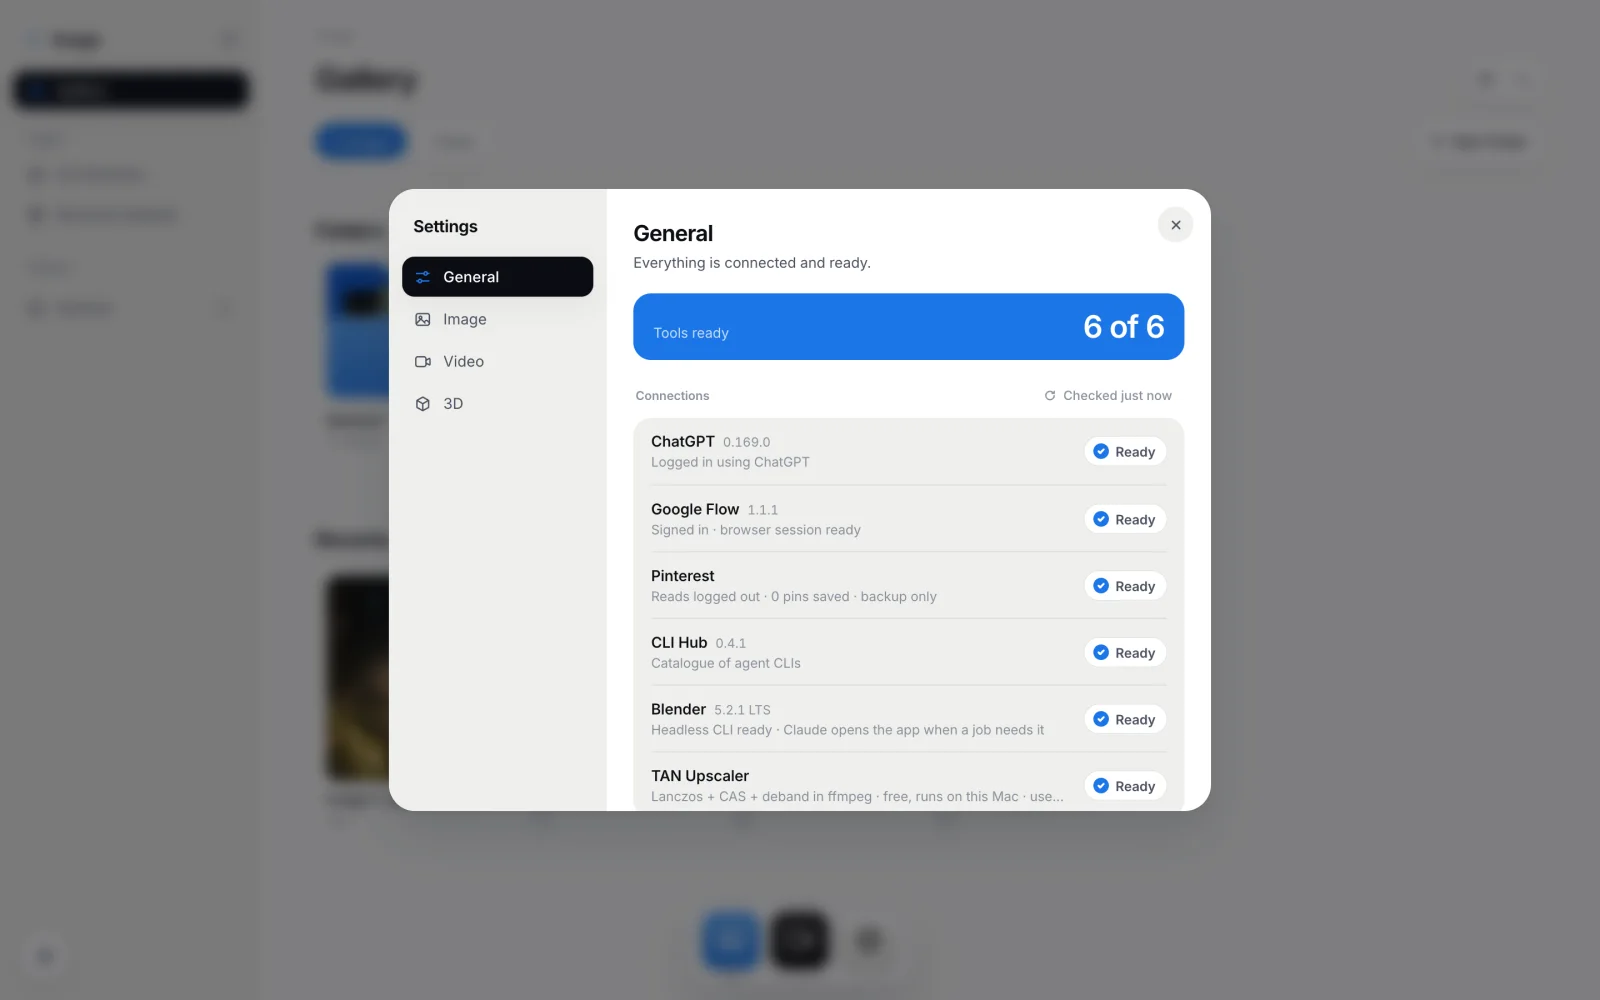 Gallery
Settings
General
Image
Video
3D
General
Everything is connected and ready.
Tools ready
6 of 6
Connections
Checked just now
ChatGPT 0.169.0
Logged in using ChatGPT
Ready
Google Flow 1.1.1
Signed in · browser session ready
Ready
Pinterest
Reads logged out · 0 pins saved · backup only
Ready
CLI Hub 0.4.1
Catalogue of agent CLIs
Ready
Blender 5.2.1 LTS
Headless CLI ready · Claude opens the app when a job needs it
Ready
TAN Upscaler
Lanczos + CAS + deband in ffmpeg · free, runs on this Mac · use...
Ready